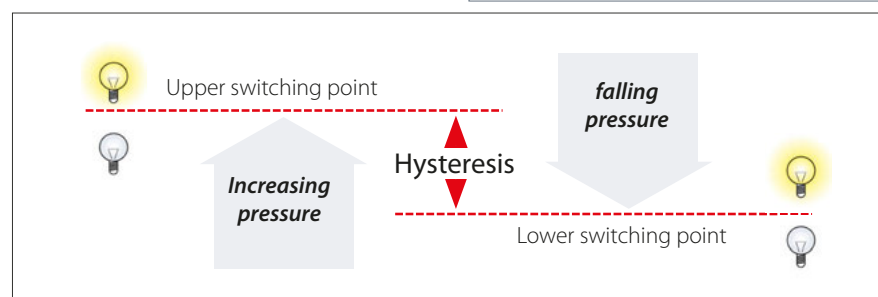 Upper switching point
falling
pressure
Hysteresis
Increasing
pressure
Lower switching point